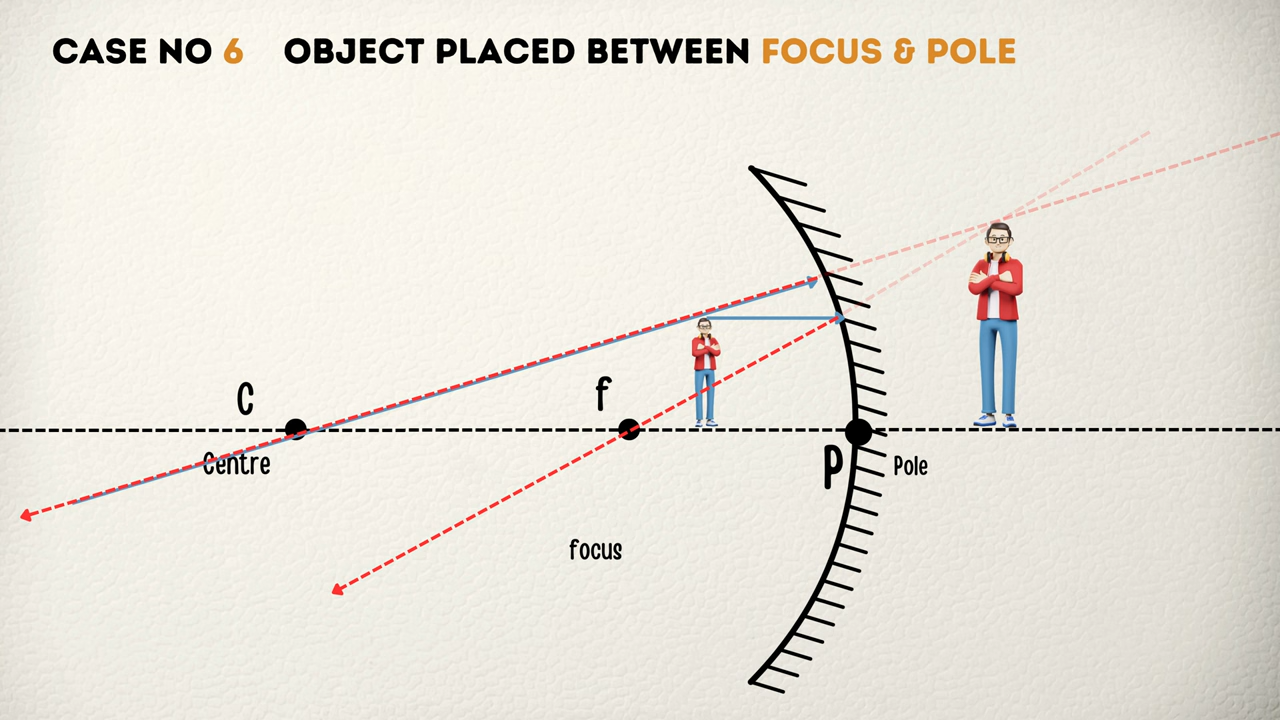 CASE NO 6 OBJECT PLACED BETWEEN FOCUS & POLE
C
f
Centre
P
Pole
focus